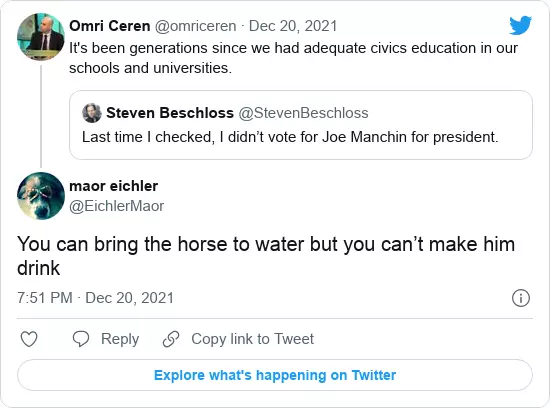 Omri Ceren @omriceren · Dec 20, 2021
It's been generations since we had adequate civics education in our
schools and universities.
Steven Beschloss @StevenBeschloss
Last time I checked, I didn’t vote for Joe Manchin for president.
maor eichler
@EichlerMaor
You can bring the horse to water but you can’t make him
drink
7:51 PM · Dec 20, 2021
Reply
Copy link to Tweet
Explore what's happening on Twitter